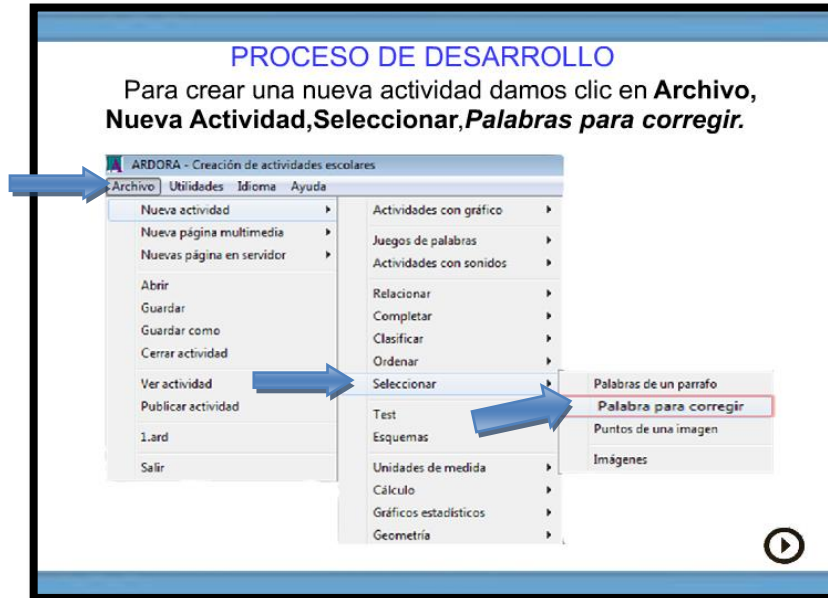 PROCESO DE DESARROLLO
Para crear una nueva actividad damos clic en Archivo,
Nueva Actividad,Seleccionar,Palabras para corregir.
ARDORA - Creación de actividades escolares
Archivo Utilidades Idioma Ayuda
Nueva actividad
Nueva página multimedia
Nuevas página en servidor
Abrir
Guardar
Guardar como
Cerrar actividad
Ver actividad
Publicar actividad
1.ard
Salir
Actividades con gráfico
Juegos de palabras
Actividades con sonidos
Relacionar
Completar
Clasificar
Ordenar
Seleccionar
Test
Esquemas
Unidades de medida
Cálculo
Gráficos estadísticos
Geometría
Palabras de un parrafo
Palabra para corregir
Puntos de una imagen
Imágenes